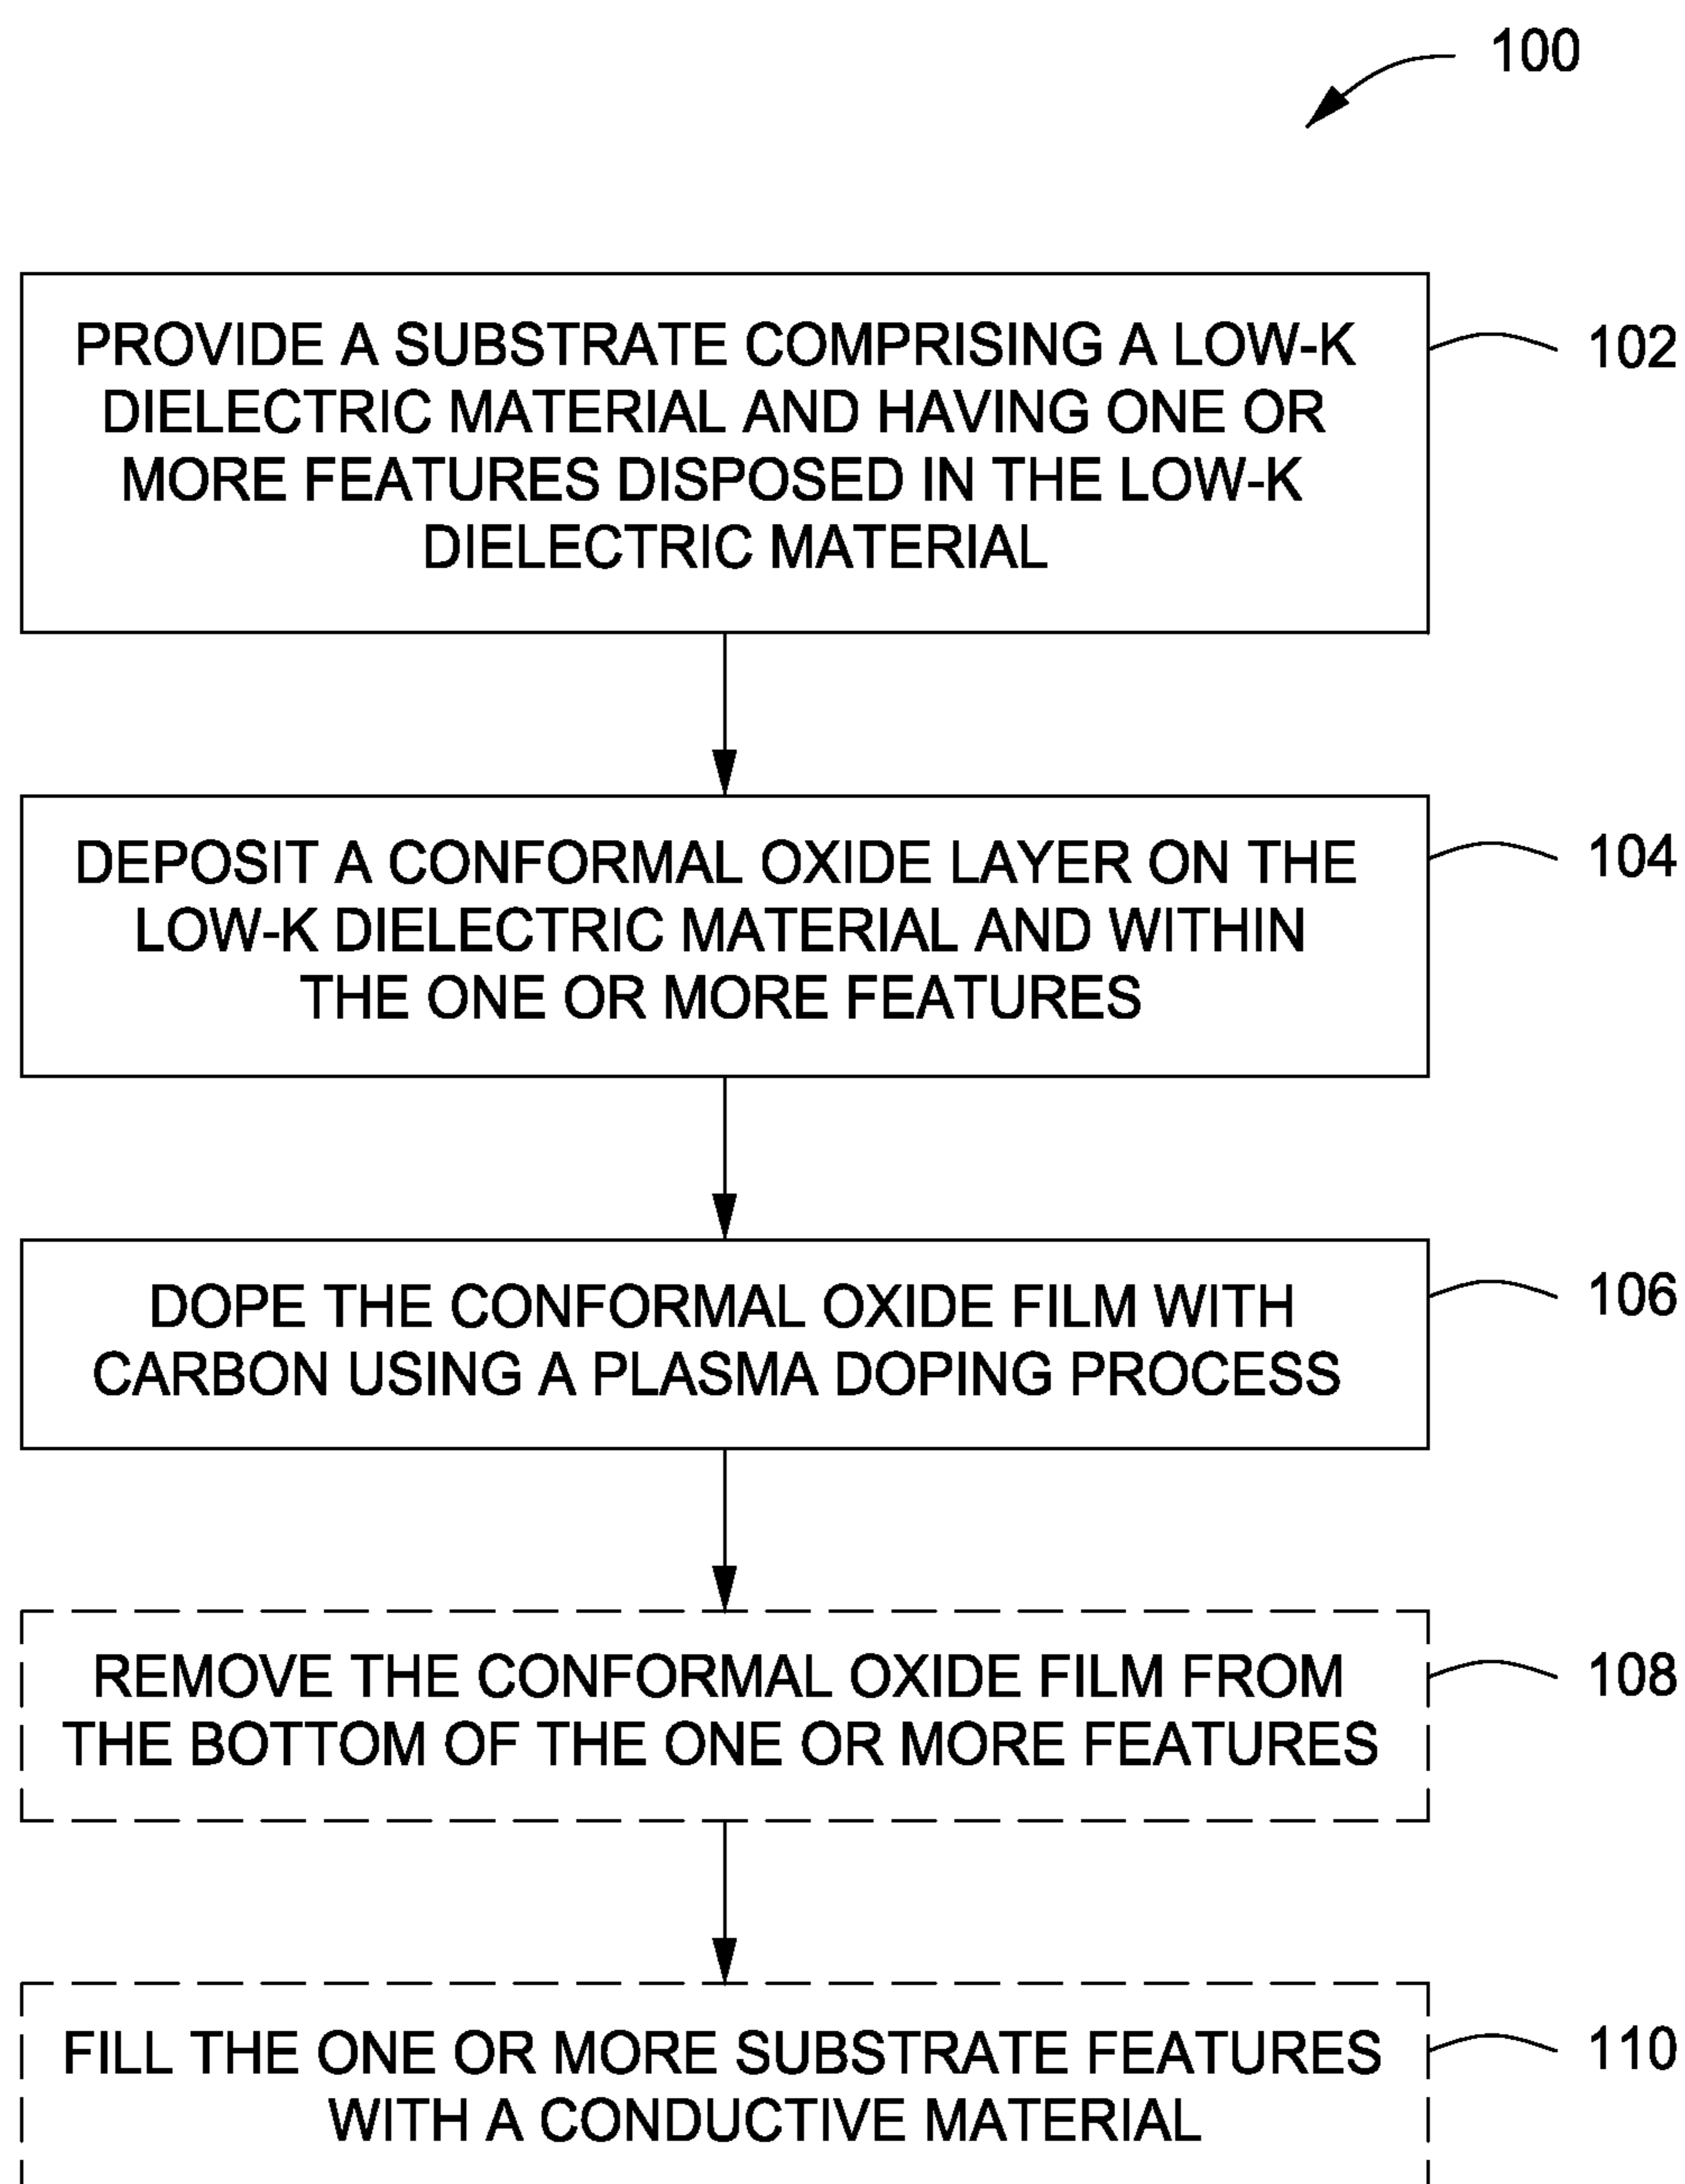 100
PROVIDE A SUBSTRATE COMPRISING A LOW-K
DIELECTRIC MATERIAL AND HAVING ONE OR
MORE FEATURES DISPOSED IN THE LOW-K
DIELECTRIC MATERIAL
102
DEPOSIT A CONFORMAL OXIDE LAYER ON THE
LOW-K DIELECTRIC MATERIAL AND WITHIN
THE ONE OR MORE FEATURES
104
DOPE THE CONFORMAL OXIDE FILM WITH
CARBON USING A PLASMA DOPING PROCESS
106
REMOVE THE CONFORMAL OXIDE FILM FROM
THE BOTTOM OF THE ONE OR MORE FEATURES
108
FILL THE ONE OR MORE SUBSTRATE FEATURES
WITH A CONDUCTIVE MATERIAL
110